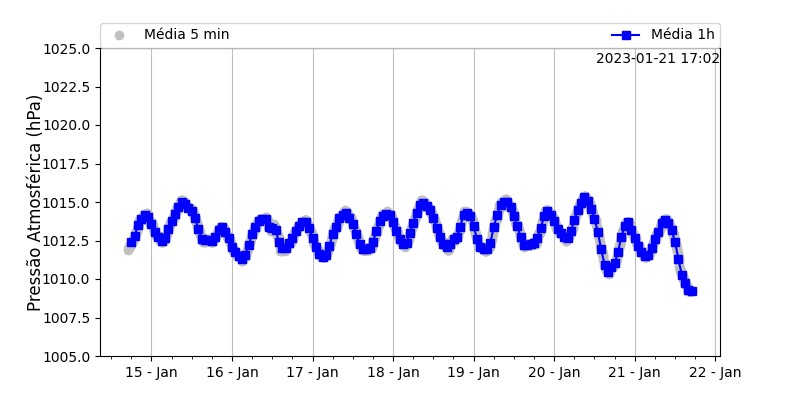 Média 5 min
Média 1h
2023-01-21 17:02
Pressão Atmosférica (hPa)
1025.0
1022.5
1020.0
1017.5
1015.0
1012.5
1010.0
1007.5
1005.0
15 - Jan
16 - Jan
17 - Jan
18 - Jan
19 - Jan
20 - Jan
21 - Jan
22 - Jan